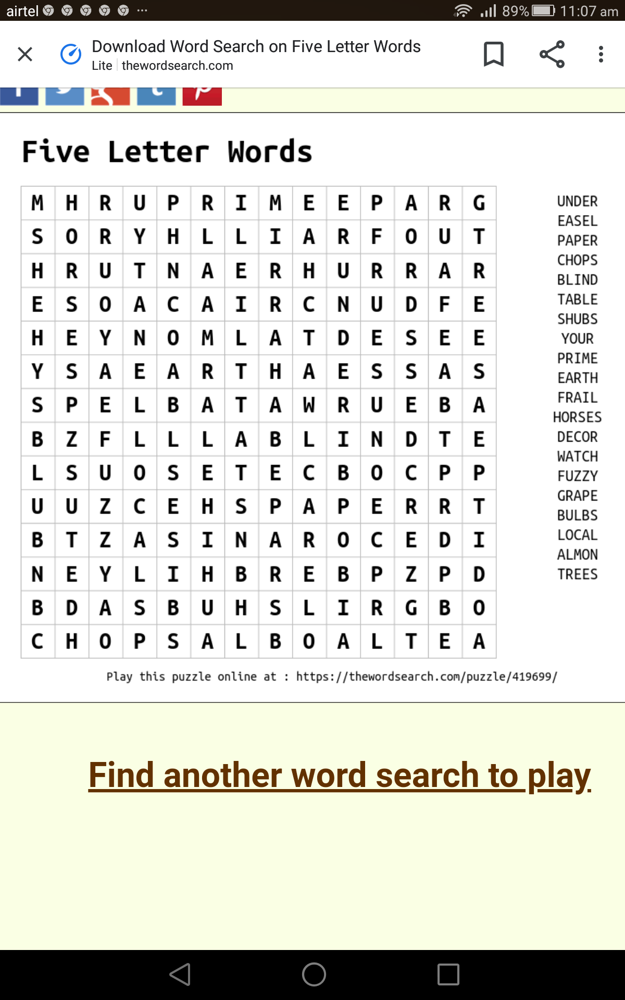 airtel ... 89% 11:07 am
Download Word Search on Five Letter Words
Lite thewordsearch.com
Five Letter Words
M H R U P R I M E E P A R G
S O R Y H L L I A R F O U T
H R U T N A E R H U R R A R
E S O A C A I R C N U D F E
H E Y N O M L A T D E S E E
Y S A E A R T H A E S S A S
S P E L B A T A W R U E B A
B Z F L L L A B L I N D T E
L S U O S E T E C B O C P P
U U Z C E H S P A P E R R T
B T Z A S I N A R O C E D I
N E Y L I H B R E B P Z P D
B D A S B U H S L I R G B O
C H O P S A L B O A L T E A
UNDER
EASEL
PAPER
CHOPS
BLIND
TABLE
SHUBS
YOUR
PRIME
EARTH
FRAIL
HORSES
DECOR
WATCH
FUZZY
GRAPE
BULBS
LOCAL
ALMON
TREES
Play this puzzle online at : https://thewordsearch.com/puzzle/419699/
Find another word search to play